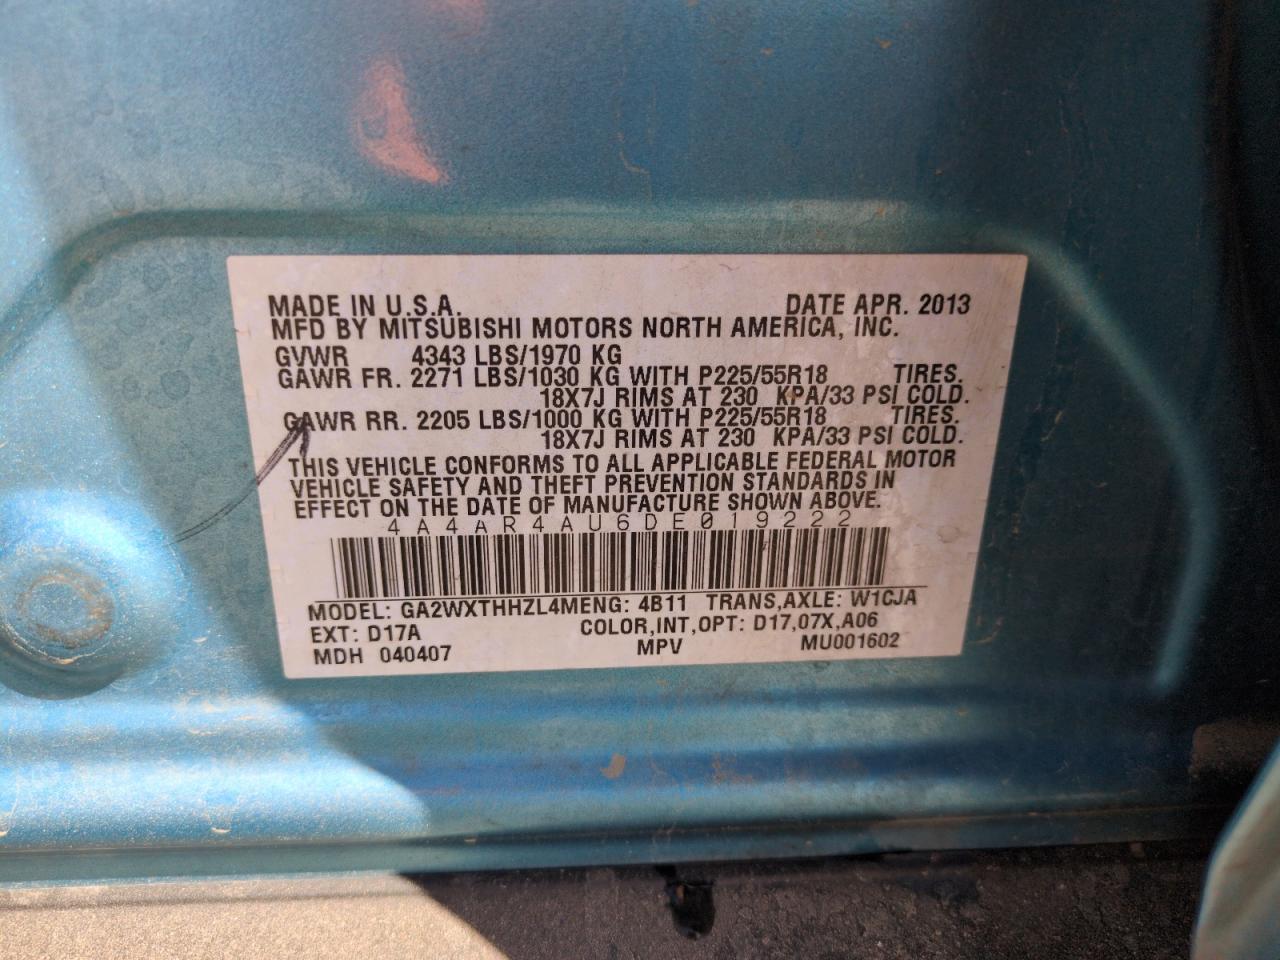 MADE IN U.S.A. DATE APR. 2013
MFD BY MITSUBISHI MOTORS NORTH AMERICA, INC.
GVWR 4343 LBS/1970 KG
GAWR FR. 2271 LBS/1030 KG WITH P225/55R18 TIRES.
18X7J RIMS AT 230 KPA/33 PSI COLD.
GAWR RR. 2205 LBS/1000 KG WITH P225/55R18 TIRES.
18X7J RIMS AT 230 KPA/33 PSI COLD.
THIS VEHICLE CONFORMS TO ALL APPLICABLE FEDERAL MOTOR
VEHICLE SAFETY AND THEFT PREVENTION STANDARDS IN
EFFECT ON THE DATE OF MANUFACTURE SHOWN ABOVE.
4A4AR4AU6DE019222
MODEL: GA2WXTHHZL4MENG: 4B11 TRANS,AXLE: W1CJA
EXT: D17A COLOR,INT,OPT: D17,07X,A06
MDH 040407 MPV MU001602